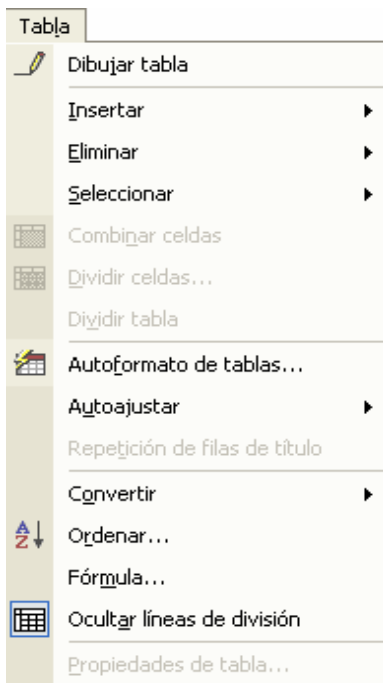 Tabla
Dibujar tabla
Insertar
Eliminar
Seleccionar
Combinar celdas
Dividir celdas...
Dividir tabla
Autoformato de tablas...
Autoajustar
Repetición de filas de título
Convertir
Ordenar...
Fórmula...
Ocultar líneas de división
Propiedades de tabla...